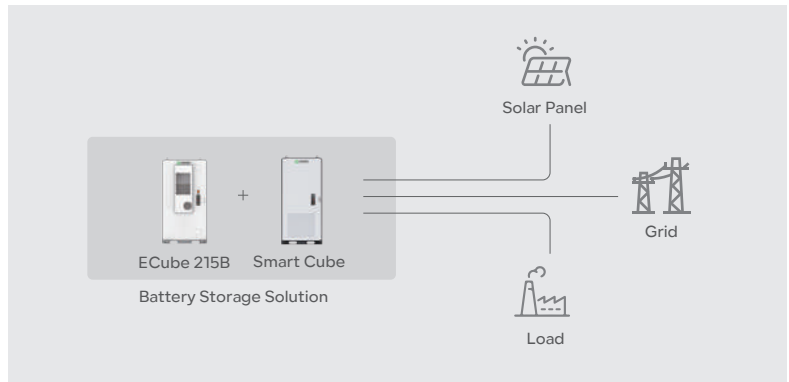 Solar Panel
+
Grid
ECube 215B
Smart Cube
Battery Storage Solution
Load